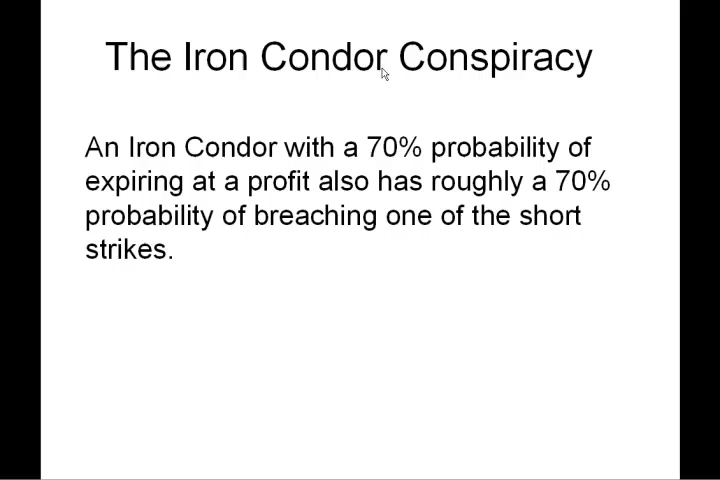 The Iron Condor Conspiracy
An Iron Condor with a 70% probability of
expiring at a profit also has roughly a 70%
probability of breaching one of the short
strikes.